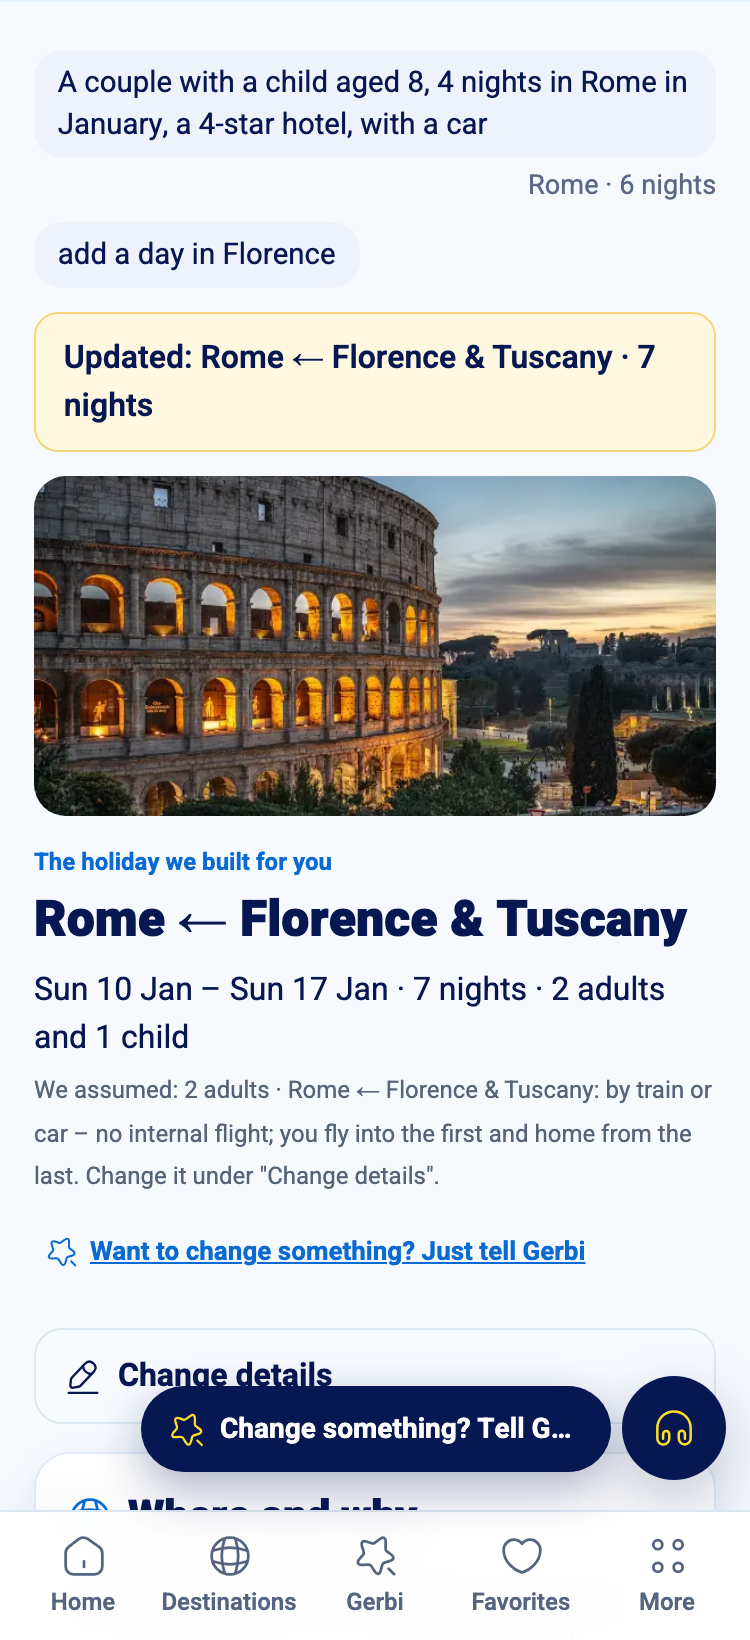 A couple with a child aged 8, 4 nights in Rome in
January, a 4-star hotel, with a car
Rome · 6 nights
add a day in Florence
Updated: Rome ← Florence & Tuscany · 7
nights
The holiday we built for you
Rome ← Florence & Tuscany
Sun 10 Jan – Sun 17 Jan · 7 nights · 2 adults
and 1 child
We assumed: 2 adults · Rome ← Florence & Tuscany: by train or
car – no internal flight; you fly into the first and home from the
last. Change it under "Change details".
Want to change something? Just tell Gerbi
Change details
Change something? Tell G...
Where and why
Home
Destinations
Gerbi
Favorites
More